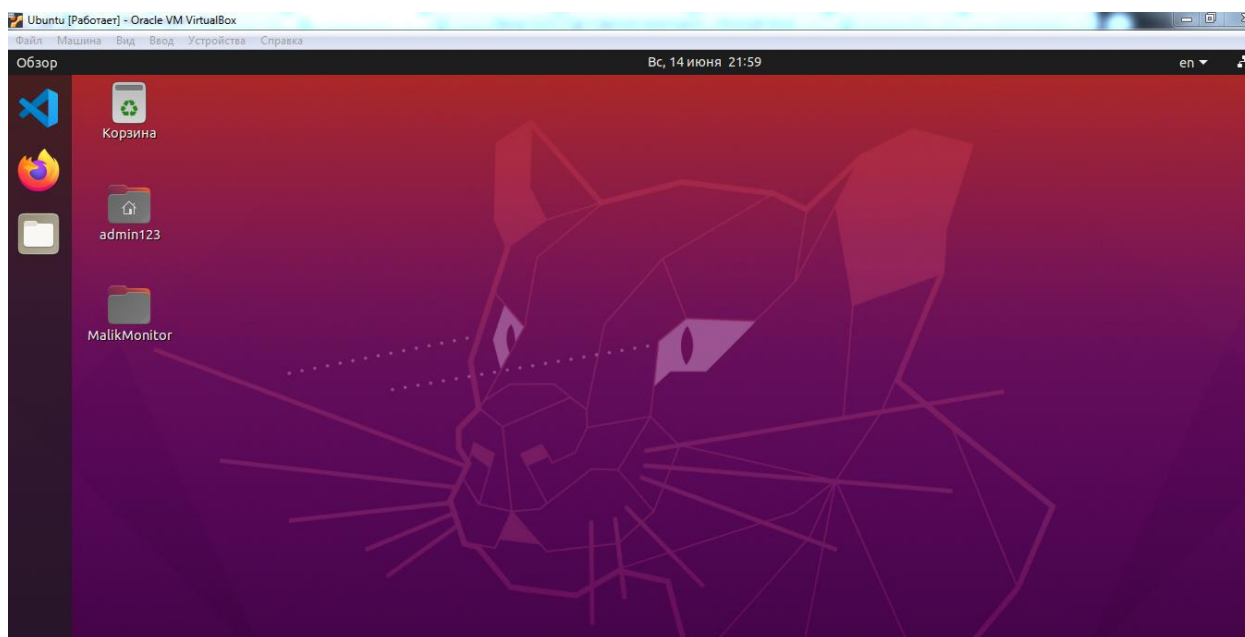 Ubuntu [Работает] - Oracle VM VirtualBox
Файл Машина Вид Ввод Устройства Справка
Обзор Вс, 14 июня 21:59 en
Корзина
admin123
MalikMonitor